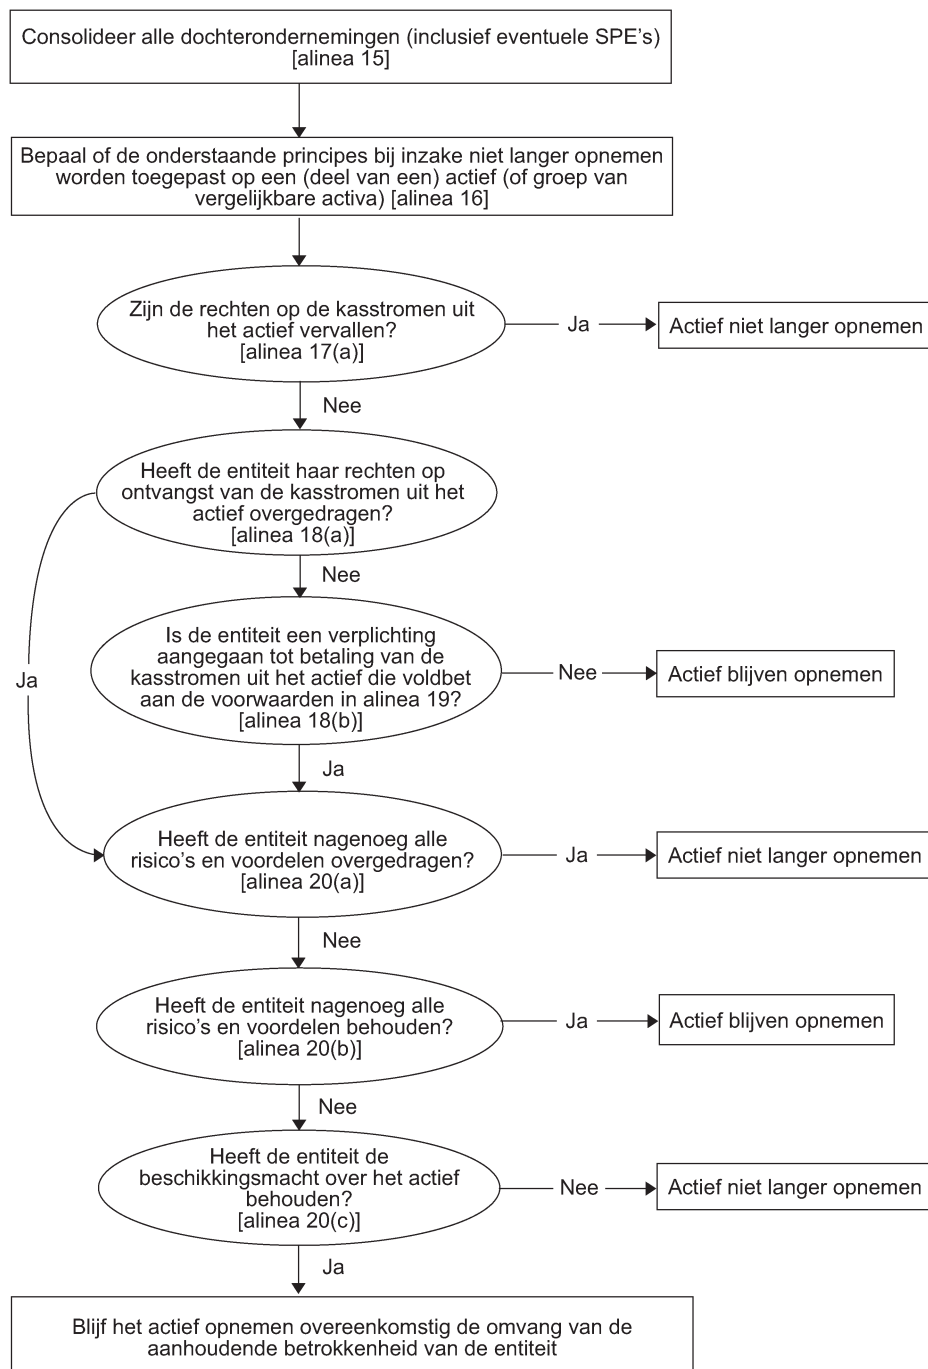 Consolideer alle dochterondernemingen (inclusief eventuele SPE's)
[alinea 15]
Bepaal of de onderstaande principes bij inzake niet langer opnemen
worden toegepast op een (deel van een) actief (of groep van
vergelijkbare activa) [alinea 16]
Zijn de rechten op de kasstromen uit
het actief vervallen?
[alinea 17(a)]
Ja
Actief niet langer opnemen
Nee
Heeft de entiteit haar rechten op
ontvangst van de kasstromen uit het
actief overgedragen?
[alinea 18(a)]
Nee
Is de entiteit een verplichting
aangegaan tot betaling van de
kasstromen uit het actief die voldbet
aan de voorwaarden in alinea 19?
[alinea 18(b)]
Nee
Actief blijven opnemen
Ja
Ja
Heeft de entiteit nagenoeg alle
risico's en voordelen overgedragen?
[alinea 20(a)]
Ja
Actief niet langer opnemen
Nee
Heeft de entiteit nagenoeg alle
risico's en voordelen behouden?
[alinea 20(b)]
Ja
Actief blijven opnemen
Nee
Heeft de entiteit de
beschikkingsmacht over het actief
behouden?
[alinea 20(c)]
Nee
Actief niet langer opnemen
Ja
Blijf het actief opnemen overeenkomstig de omvang van de
aanhoudende betrokkenheid van de entiteit